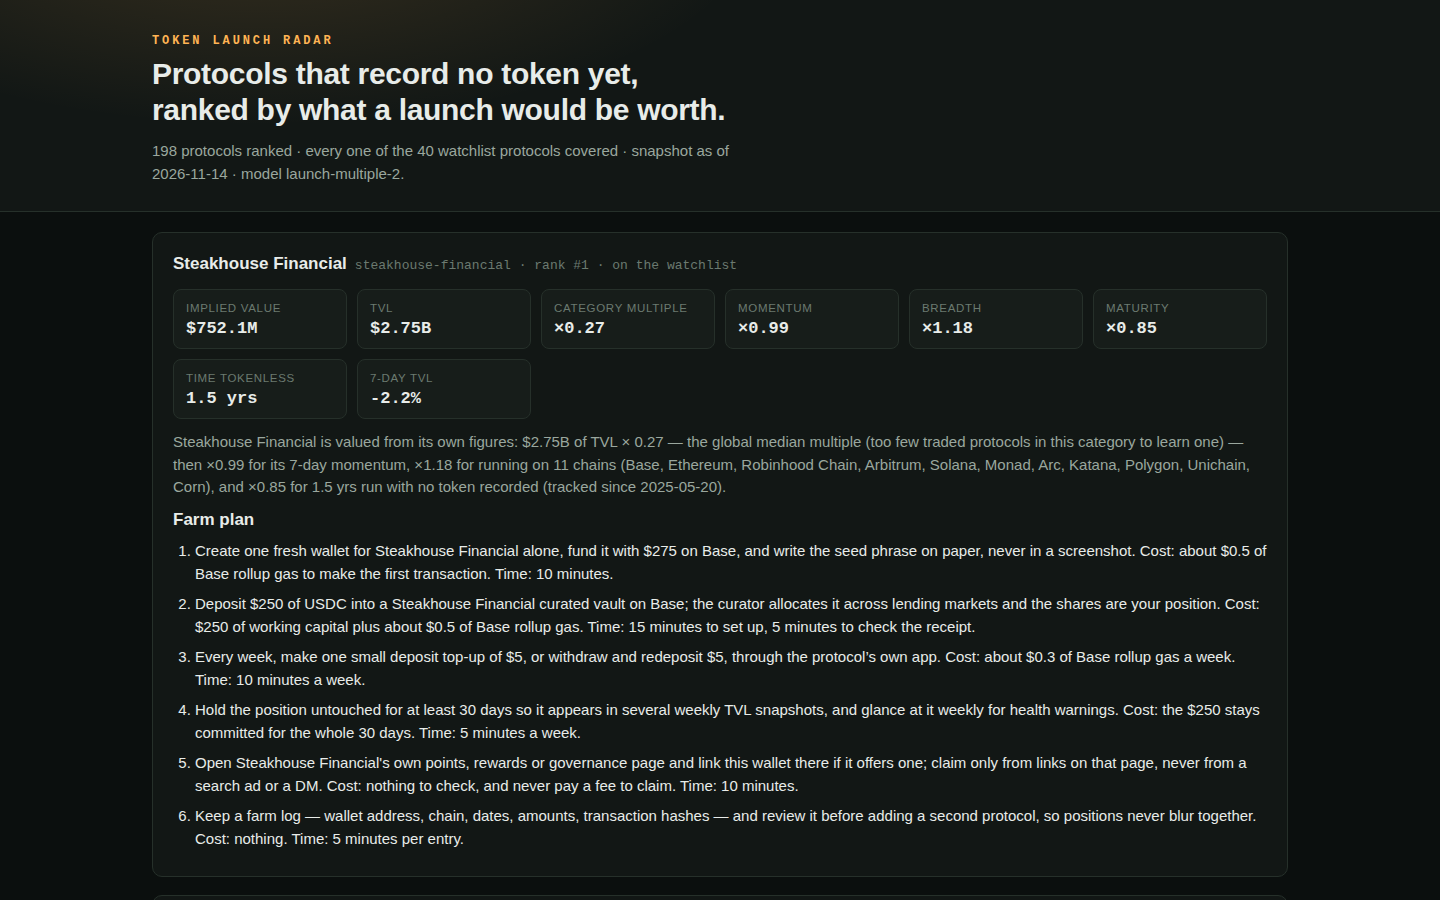 TOKEN LAUNCH RADAR
Protocols that record no token yet,
ranked by what a launch would be worth.
198 protocols ranked · every one of the 40 watchlist protocols covered · snapshot as of
2026-11-14 · model launch-multiple-2.
Steakhouse Financial steakhouse-financial · rank #1 · on the watchlist
IMPLIED VALUE
$752.1M
TVL
$2.75B
CATEGORY MULTIPLE
×0.27
MOMENTUM
×0.99
BREADTH
×1.18
MATURITY
×0.85
TIME TOKENLESS
1.5 yrs
7-DAY TVL
-2.2%
Steakhouse Financial is valued from its own figures: $2.75B of TVL × 0.27 — the global median multiple (too few traded protocols in this category to learn one) —
then ×0.99 for its 7-day momentum, ×1.18 for running on 11 chains (Base, Ethereum, Robinhood Chain, Arbitrum, Solana, Monad, Arc, Katana, Polygon, Unichain,
Corn), and ×0.85 for 1.5 yrs run with no token recorded (tracked since 2025-05-20).
Farm plan
1. Create one fresh wallet for Steakhouse Financial alone, fund it with $275 on Base, and write the seed phrase on paper, never in a screenshot. Cost: about $0.5 of
Base rollup gas to make the first transaction. Time: 10 minutes.
2. Deposit $250 of USDC into a Steakhouse Financial curated vault on Base; the curator allocates it across lending markets and the shares are your position. Cost:
$250 of working capital plus about $0.5 of Base rollup gas. Time: 15 minutes to set up, 5 minutes to check the receipt.
3. Every week, make one small deposit top-up of $5, or withdraw and redeposit $5, through the protocol's own app. Cost: about $0.3 of Base rollup gas a week.
Time: 10 minutes a week.
4. Hold the position untouched for at least 30 days so it appears in several weekly TVL snapshots, and glance at it weekly for health warnings. Cost: the $250 stays
committed for the whole 30 days. Time: 5 minutes a week.
5. Open Steakhouse Financial's own points, rewards or governance page and link this wallet there if it offers one; claim only from links on that page, never from a
search ad or a DM. Cost: nothing to check, and never pay a fee to claim. Time: 10 minutes.
6. Keep a farm log — wallet address, chain, dates, amounts, transaction hashes — and review it before adding a second protocol, so positions never blur together.
Cost: nothing. Time: 5 minutes per entry.